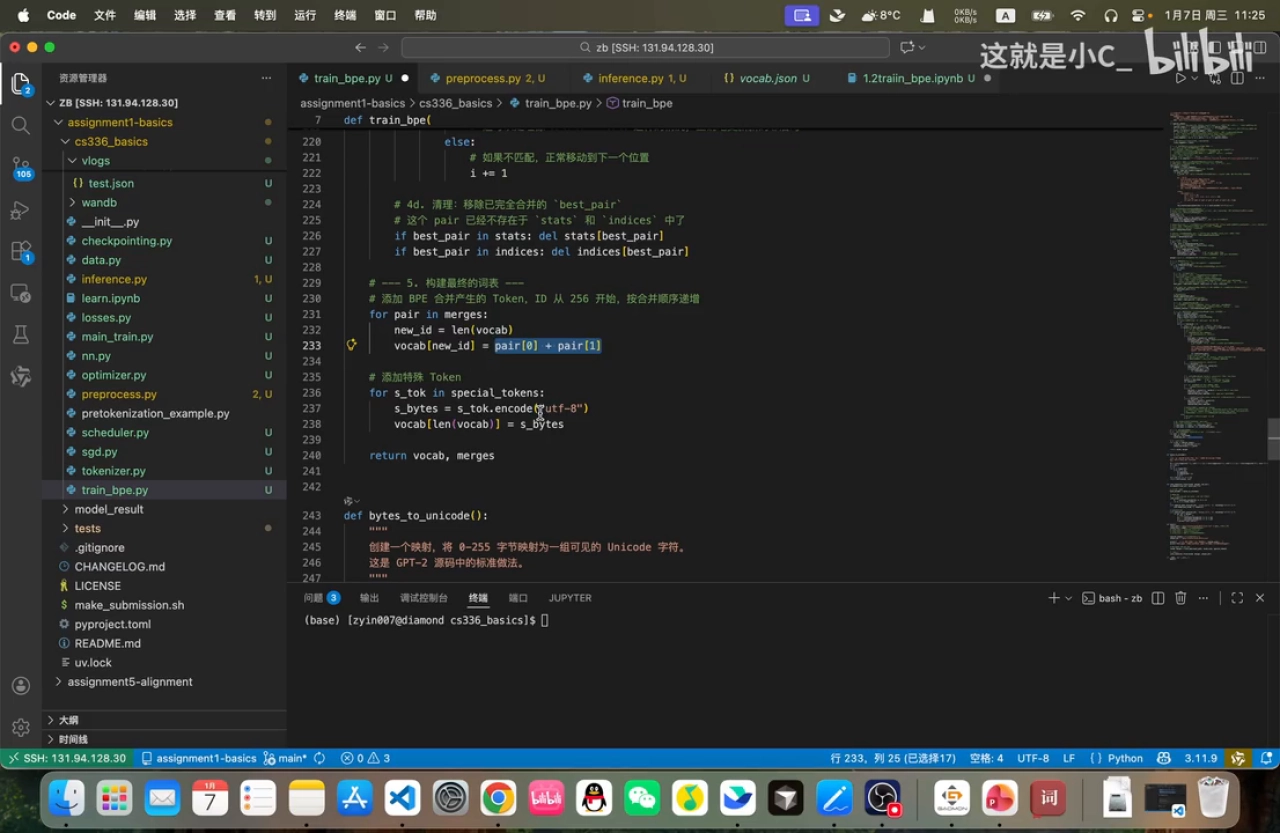 Code 文件 编辑 选择 查看 转到 运行 终端 窗口 帮助 8°C 0KB/s 0KB/s A 1月7日 周三 11:25
zb [SSH: 131.94.128.30]
这就是小C_ bilibili
资源管理器
train_bpe.py U preprocess.py 2, U inference.py 1, U vocab.json U 1.2traiin_bpe.ipynb U
assignment1-basics > cs336_basics > train_bpe.py > train_bpe
ZB [SSH: 131.94.128.30]
assignment1-basics
cs336_basics
vlogs
test.json U
wandb
__init__.py
checkpointing.py U
data.py U
inference.py 1, U
learn.ipynb U
losses.py U
main_train.py U
nn.py U
optimizer.py U
preprocess.py 2, U
pretokenization_example.py U
scheduler.py U
sgd.py U
tokenizer.py U
train_bpe.py U
model_result
tests
.gitignore
CHANGELOG.md
LICENSE
make_submission.sh
pyproject.toml
README.md
uv.lock
assignment5-alignment
大纲
时间线
2
105
1
7 def train_bpe(
220 else:
221 # 如果不匹配，正常移动到下一个位置
222 i += 1
223
224 # 4d. 清理：移除已完全合并的 `best_pair`
225 # 这个 pair 已经不存在于 `stats` 和 `indices` 中了
226 if best_pair in stats: del stats[best_pair]
227 if best_pair in indices: del indices[best_pair]
228
229 # --- 5. 构建最终的词表 ---
230 # 添加 BPE 合并产生的 Token，ID 从 256 开始，按合并顺序递增
231 for pair in merges:
232 new_id = len(vocab)
233 vocab[new_id] = pair[0] + pair[1]
234
235 # 添加特殊 Token
236 for s_tok in special_tokens:
237 s_bytes = s_tok.encode("utf-8")
238 vocab[len(vocab)] = s_bytes
239
240 return vocab, merges
241
242
243 def bytes_to_unicode():
244 """
245 创建一个映射，将 0-255 字节映射为一组可见的 Unicode 字符。
246 这是 GPT-2 源码中的标准做法。
247 """
问题 3 输出 调试控制台 终端 端口 JUPYTER bash - zb
(base) [zyin007@diamond cs336_basics]$
SSH: 131.94.128.30 assignment1-basics main* 0 3 行 233，列 25 (已选择17) 空格: 4 UTF-8 LF { } Python 3.11.9
1月
7
bilibili
GAOMON
P
词